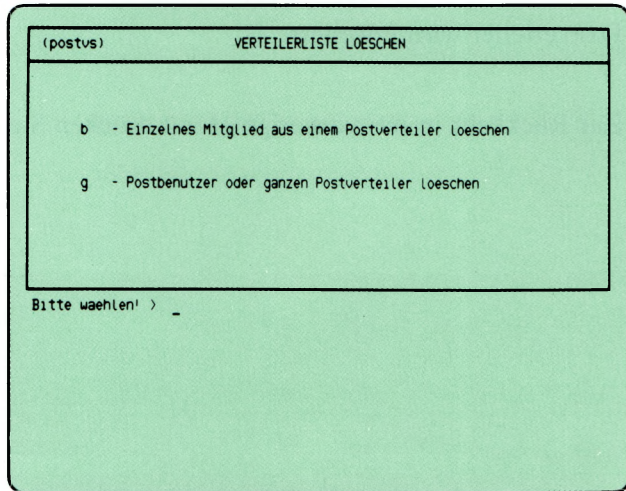 (postvs) VERTEILERLISTE LOESCHEN
b - Einzelnes Mitglied aus einem Postverteiler loeschen
g - Postbenutzer oder ganzen Postverteiler loeschen
Bitte waehlen! > _